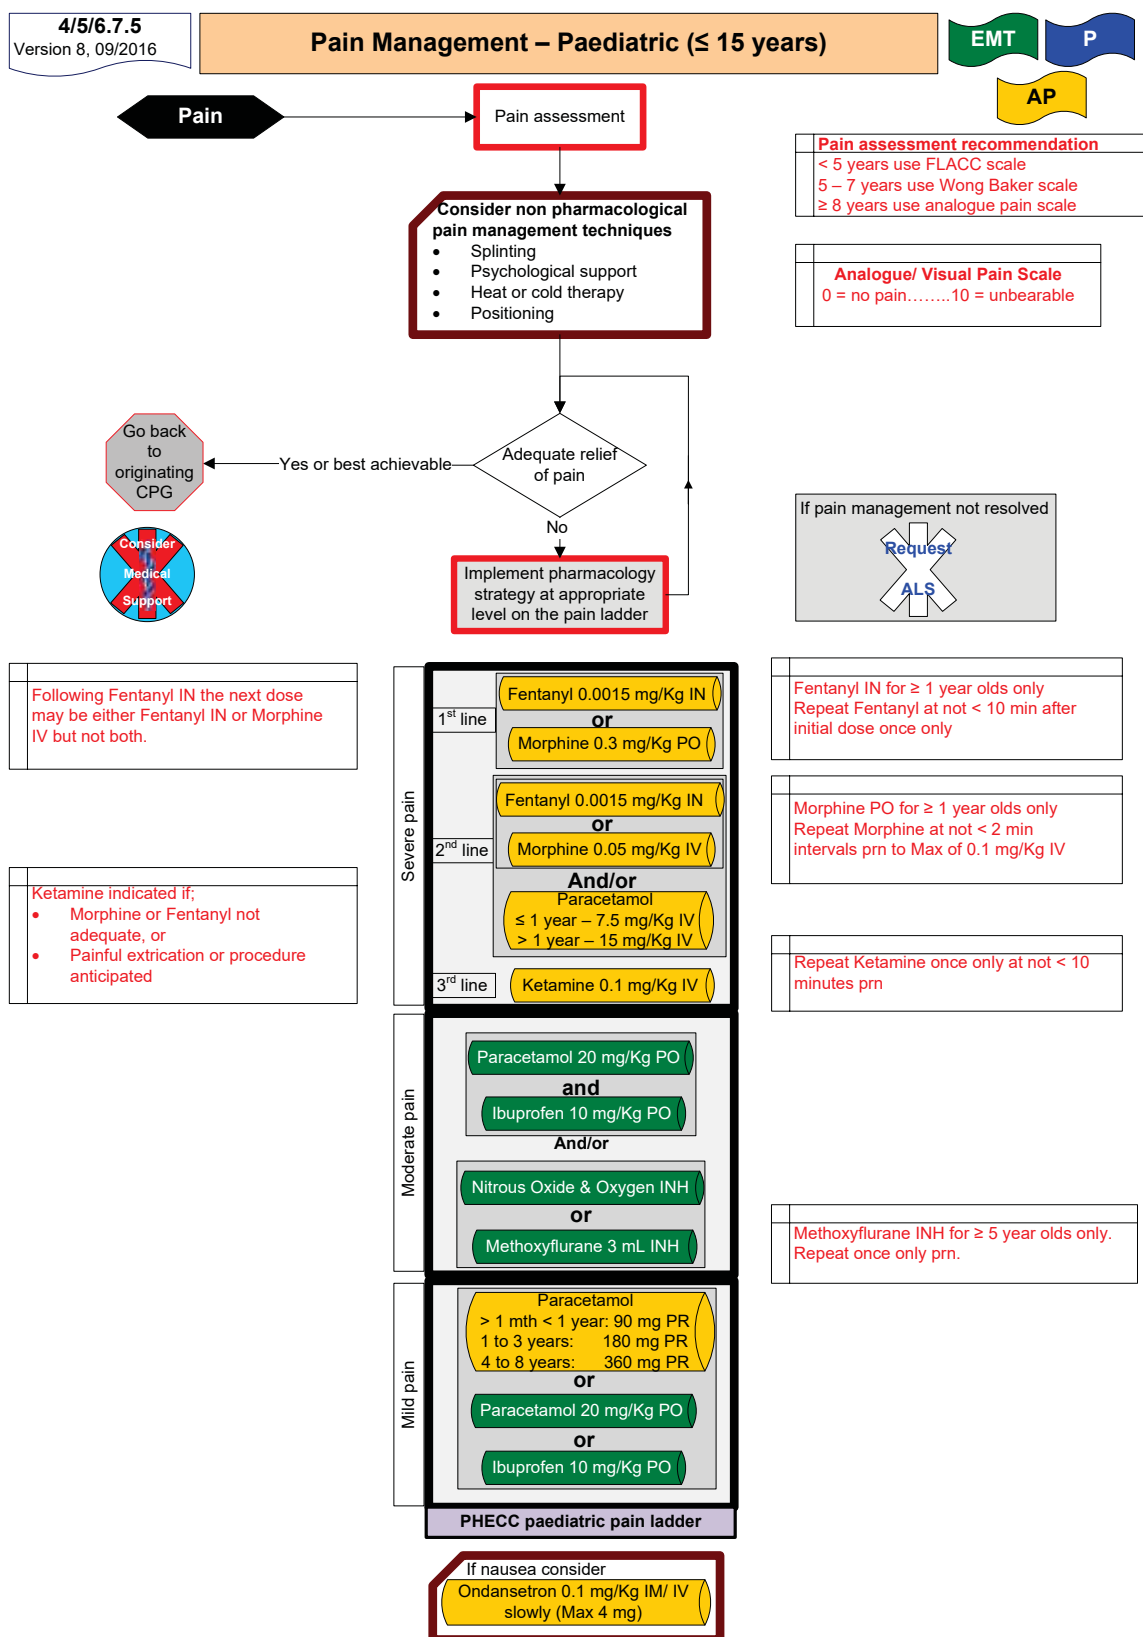 4/5/6.7.5
Version 8, 09/2016
Pain Management – Paediatric (≤ 15 years)
EMT
P
AP
Pain
Pain assessment
Pain assessment recommendation
< 5 years use FLACC scale
5 – 7 years use Wong Baker scale
≥ 8 years use analogue pain scale
Consider non pharmacological
pain management techniques
• Splinting
• Psychological support
• Heat or cold therapy
• Positioning
Analogue/ Visual Pain Scale
0 = no pain……..10 = unbearable
Go back
to
originating
CPG
Yes or best achievable
Adequate relief
of pain
No
Consider
Medical
Support
If pain management not resolved
Request
ALS
Implement pharmacology
strategy at appropriate
level on the pain ladder
Following Fentanyl IN the next dose
may be either Fentanyl IN or Morphine
IV but not both.
Severe pain
1st line
Fentanyl 0.0015 mg/Kg IN
or
Morphine 0.3 mg/Kg PO
Fentanyl IN for ≥ 1 year olds only
Repeat Fentanyl at not < 10 min after
initial dose once only
2nd line
Fentanyl 0.0015 mg/Kg IN
or
Morphine 0.05 mg/Kg IV
And/or
Paracetamol
≤ 1 year – 7.5 mg/Kg IV
> 1 year – 15 mg/Kg IV
Morphine PO for ≥ 1 year olds only
Repeat Morphine at not < 2 min
intervals prn to Max of 0.1 mg/Kg IV
Ketamine indicated if;
• Morphine or Fentanyl not
adequate, or
• Painful extrication or procedure
anticipated
3rd line
Ketamine 0.1 mg/Kg IV
Repeat Ketamine once only at not < 10
minutes prn
Moderate pain
Paracetamol 20 mg/Kg PO
and
Ibuprofen 10 mg/Kg PO
And/or
Nitrous Oxide & Oxygen INH
or
Methoxyflurane 3 mL INH
Methoxyflurane INH for ≥ 5 year olds only.
Repeat once only prn.
Mild pain
Paracetamol
> 1 mth < 1 year: 90 mg PR
1 to 3 years: 180 mg PR
4 to 8 years: 360 mg PR
or
Paracetamol 20 mg/Kg PO
or
Ibuprofen 10 mg/Kg PO
PHECC paediatric pain ladder
If nausea consider
Ondansetron 0.1 mg/Kg IM/ IV
slowly (Max 4 mg)